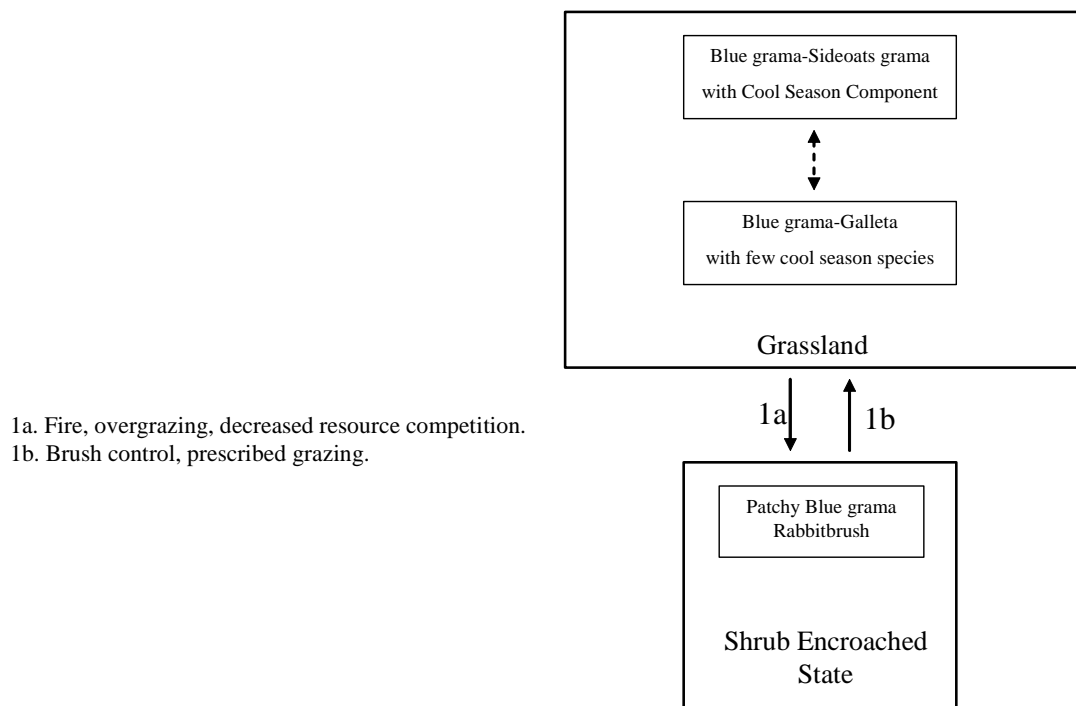 Blue grama-Sideoats grama
with Cool Season Component
Blue grama-Galleta
with few cool season species
Grassland
1a
1b
1a. Fire, overgrazing, decreased resource competition.
1b. Brush control, prescribed grazing.
Patchy Blue grama
Rabbitbrush
Shrub Encroached
State